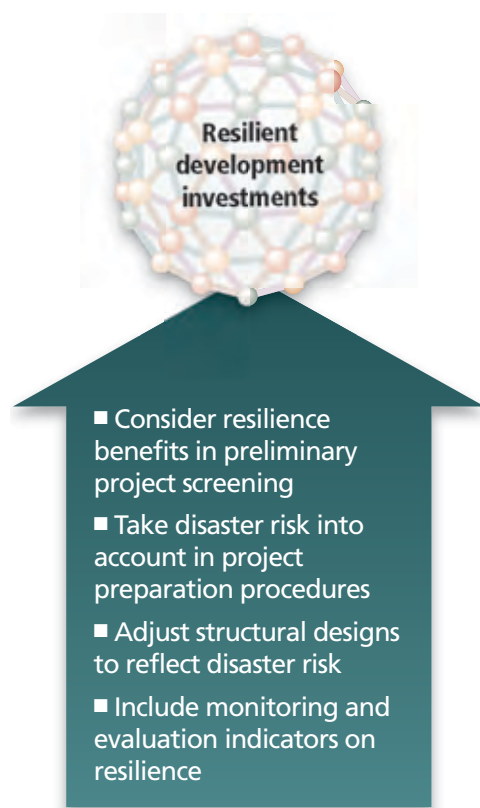 Resilient
development
investments
■ Consider resilience
benefits in preliminary
project screening
■ Take disaster risk into
account in project
preparation procedures
■ Adjust structural designs
to reflect disaster risk
■ Include monitoring and
evaluation indicators on
resilience